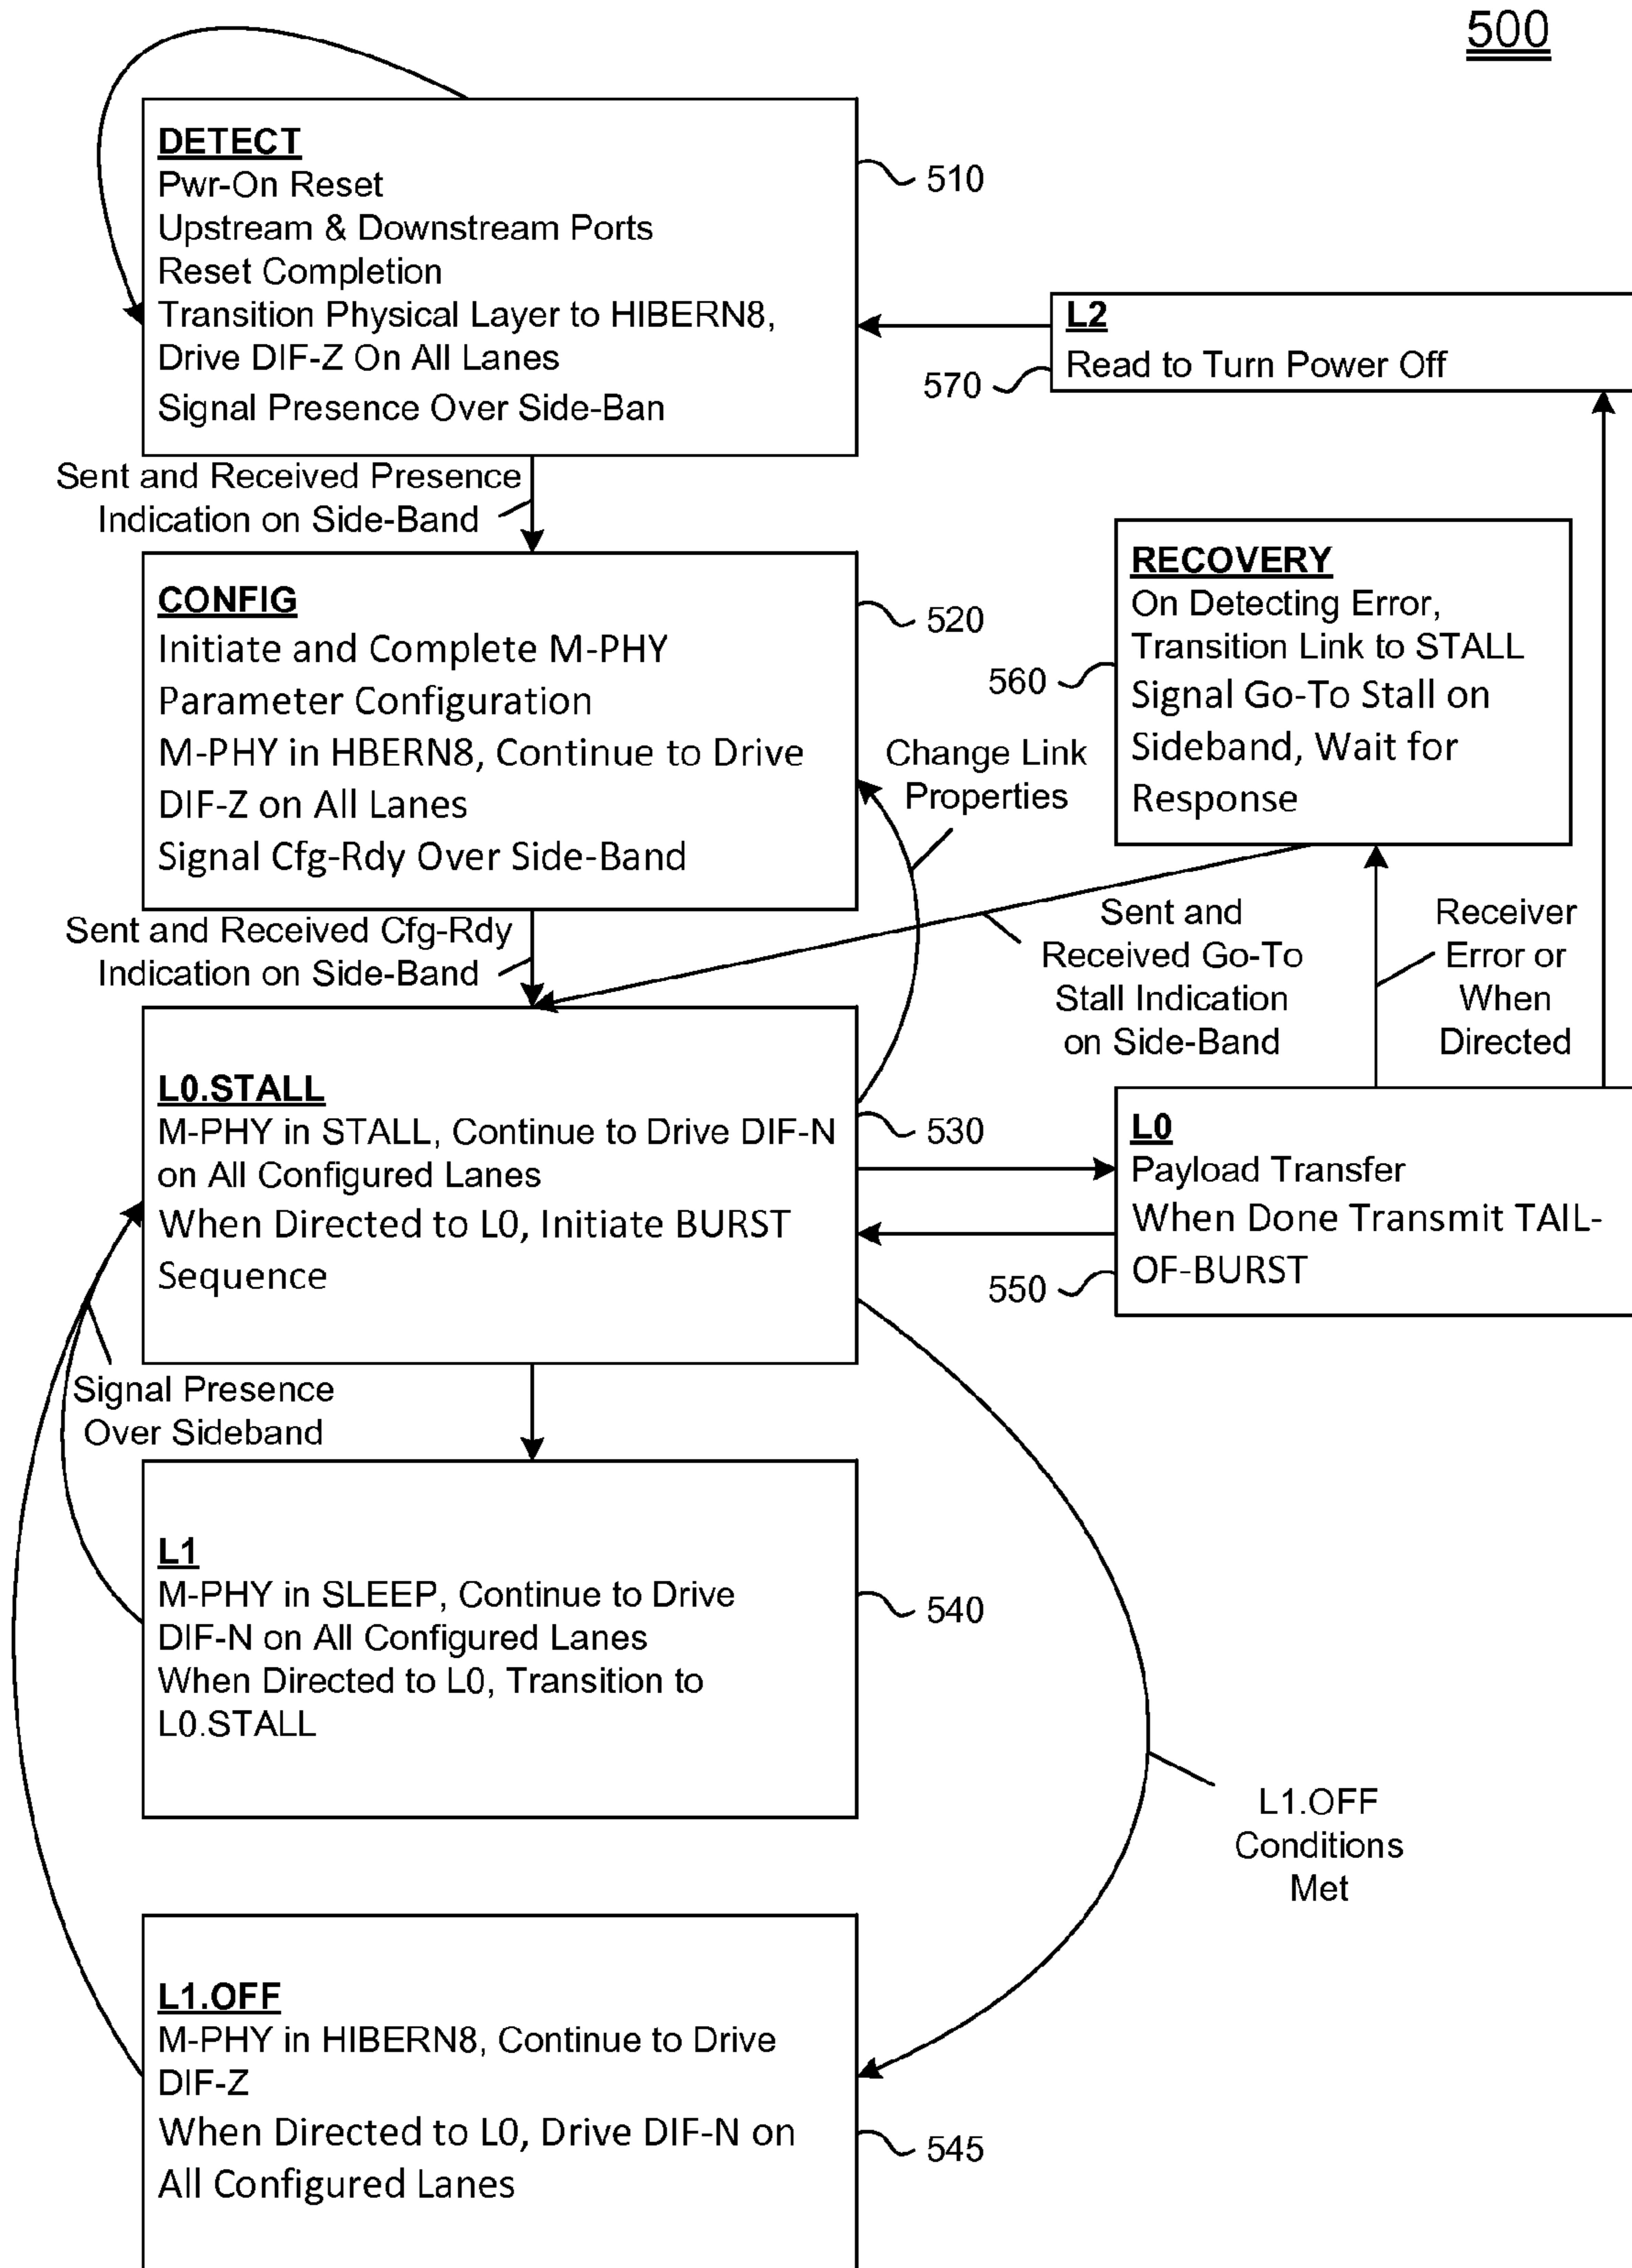 500
DETECT
Pwr-On Reset
Upstream & Downstream Ports
Reset Completion
Transition Physical Layer to HIBERN8,
Drive DIF-Z On All Lanes
Signal Presence Over Side-Ban
510
L2
Read to Turn Power Off
570
Sent and Received Presence
Indication on Side-Band
CONFIG
Initiate and Complete M-PHY
Parameter Configuration
M-PHY in HBERN8, Continue to Drive
DIF-Z on All Lanes
Signal Cfg-Rdy Over Side-Band
520
RECOVERY
On Detecting Error,
Transition Link to STALL
Signal Go-To Stall on
Sideband, Wait for
Response
560
Change Link
Properties
Sent and Received Cfg-Rdy
Indication on Side-Band
Sent and
Received Go-To
Stall Indication
on Side-Band
Receiver
Error or
When
Directed
L0.STALL
M-PHY in STALL, Continue to Drive DIF-N
on All Configured Lanes
When Directed to L0, Initiate BURST
Sequence
530
L0
Payload Transfer
When Done Transmit TAIL-
OF-BURST
550
Signal Presence
Over Sideband
L1
M-PHY in SLEEP, Continue to Drive
DIF-N on All Configured Lanes
When Directed to L0, Transition to
L0.STALL
540
L1.OFF
Conditions
Met
L1.OFF
M-PHY in HIBERN8, Continue to Drive
DIF-Z
When Directed to L0, Drive DIF-N on
All Configured Lanes
545